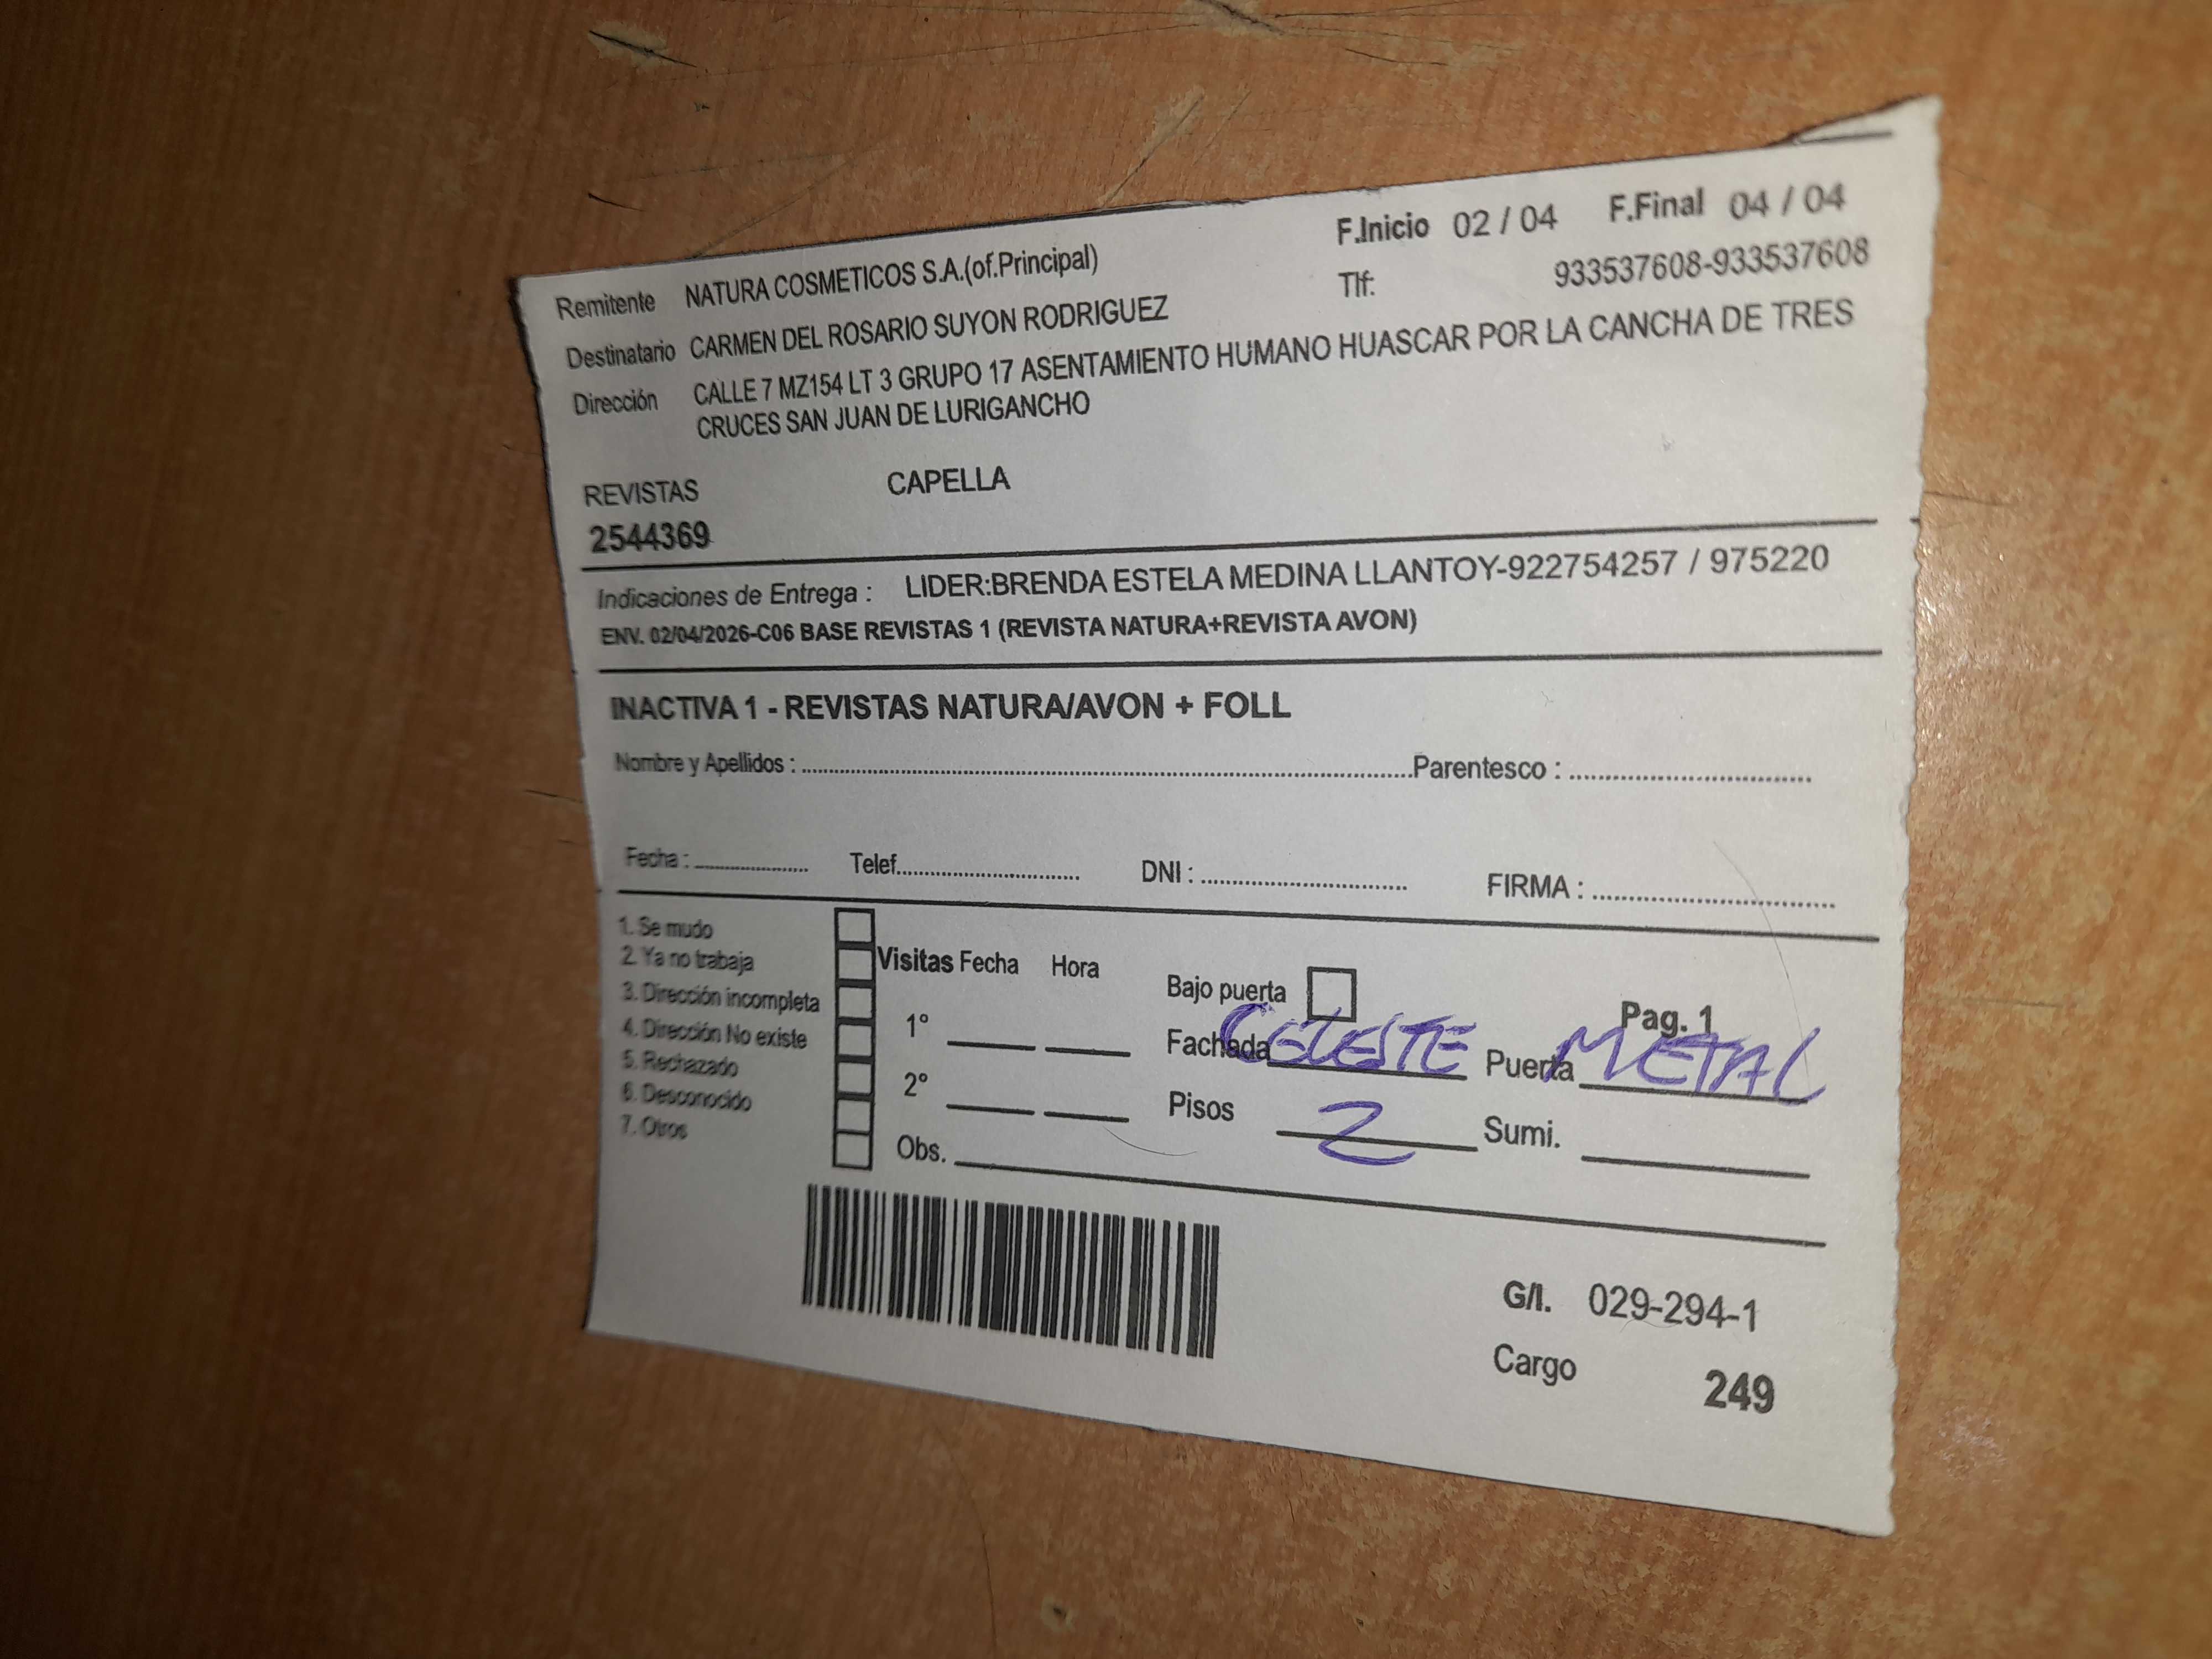 F.Inicio 02 / 04 F.Final 04 / 04
Remitente NATURA COSMETICOS S.A.(of.Principal) Tlf: 933537608-933537608
Destinatario CARMEN DEL ROSARIO SUYON RODRIGUEZ
Dirección CALLE 7 MZ154 LT 3 GRUPO 17 ASENTAMIENTO HUMANO HUASCAR POR LA CANCHA DE TRES
CRUCES SAN JUAN DE LURIGANCHO
REVISTAS CAPELLA
2544369
Indicaciones de Entrega : LIDER:BRENDA ESTELA MEDINA LLANTOY-922754257 / 975220
ENV. 02/04/2026-C06 BASE REVISTAS 1 (REVISTA NATURA+REVISTA AVON)
INACTIVA 1 - REVISTAS NATURA/AVON + FOLL
Nombre y Apellidos : Parentesco :
Fecha : Telef. DNI : FIRMA :
1. Se mudo
2. Ya no trabaja
3. Dirección incompleta
4. Dirección No existe
5. Rechazado
6. Desconocido
7. Otros
Visitas Fecha Hora
1°
2°
Obs.
Bajo puerta Pag. 1
Fachada CELESTE Puerta METAL
Pisos 2 Sumi.
G/I. 029-294-1
Cargo 249